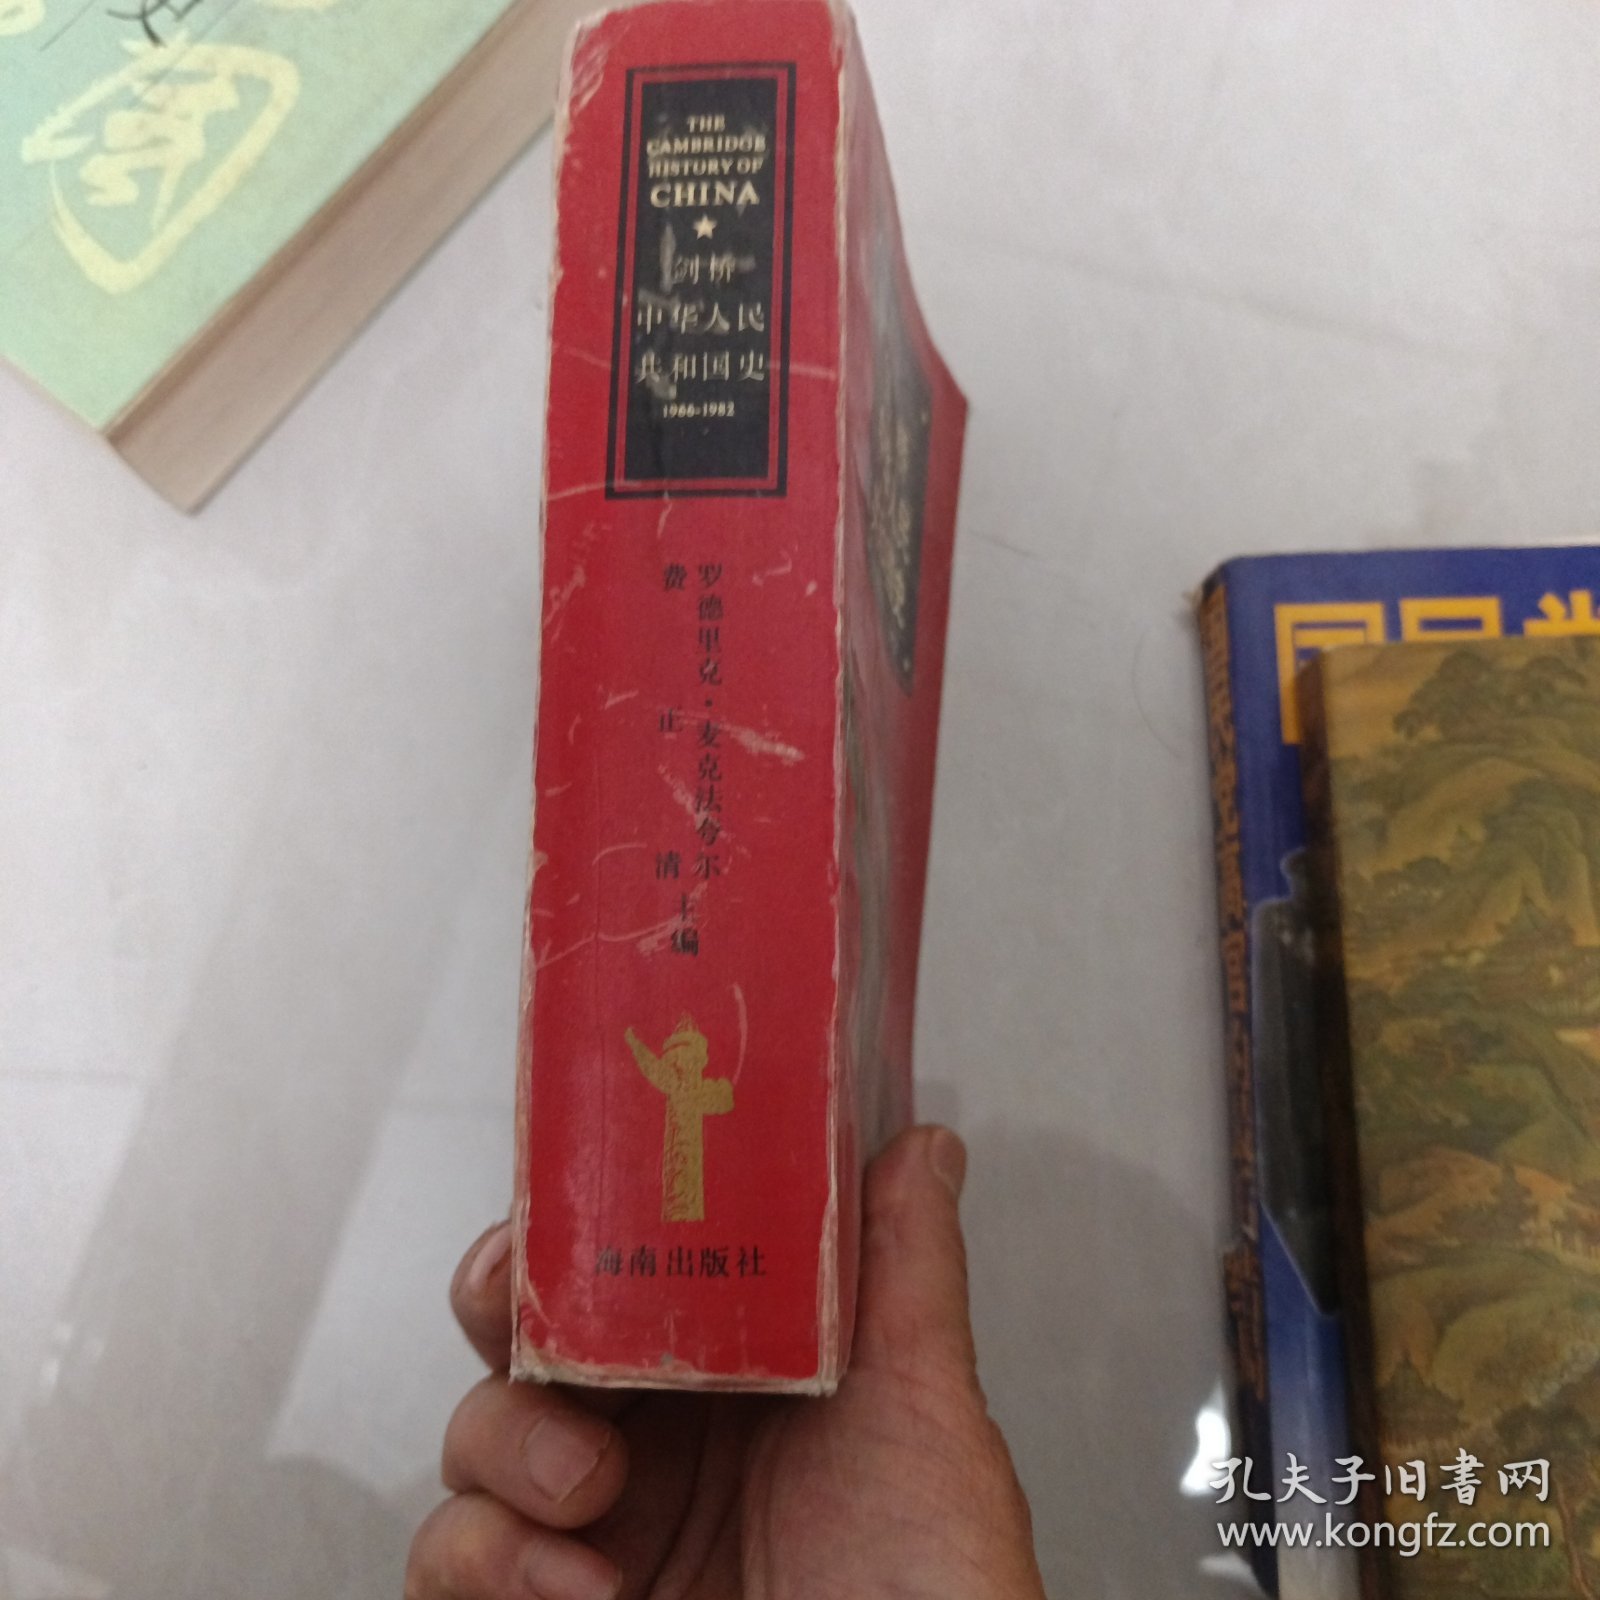 THE
CAMBRIDGE
HISTORY OF
CHINA
剑桥
中华人民
共和国史
1966-1982
罗德里克·麦克法夸尔
费正清
主编
海南出版社
孔夫子旧书网
www.kongfz.com